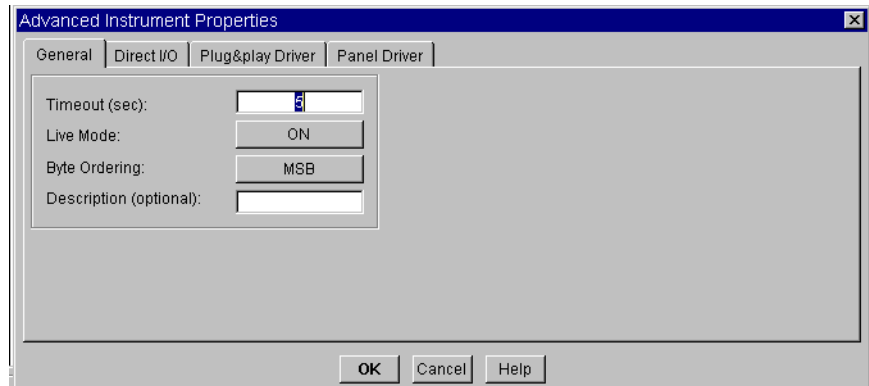 Advanced Instrument Properties
General Direct I/O Plug&play Driver Panel Driver
Timeout (sec): 5
Live Mode: ON
Byte Ordering: MSB
Description (optional):
OK Cancel Help